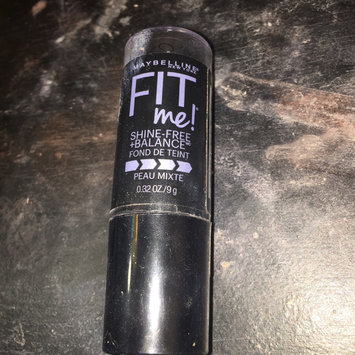 MAYBELLINE
NEW YORK
FIT
me!
SHINE-FREE
+BALANCE
FOND DE TEINT
PEAU MIXTE
0.32 OZ./9 g